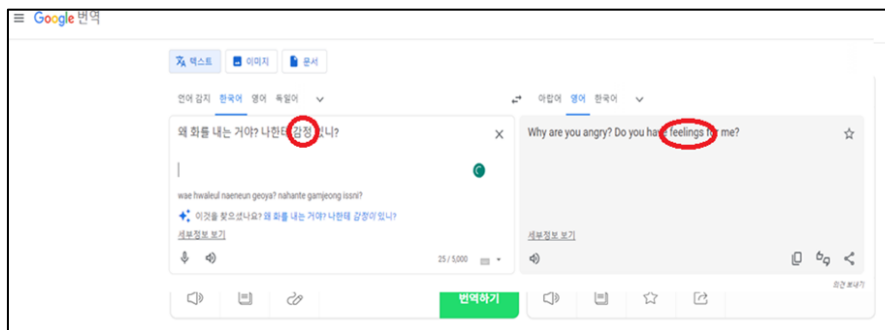 ≡ Google 번역
텍스트 이미지 문서
언어 감지 한국어 영어 독일어
아랍어 영어 한국어
왜 화를 내는 거야? 나한테 감정 있니?
Why are you angry? Do you have feelings for me?
wae hwaleul naeneun geoya? nahante gamjeong issni?
이것을 찾으셨나요? 왜 화를 내는 거야? 나한테 감정이 있니?
세부정보 보기
세부정보 보기
25 / 5,000
의견 보내기
번역하기